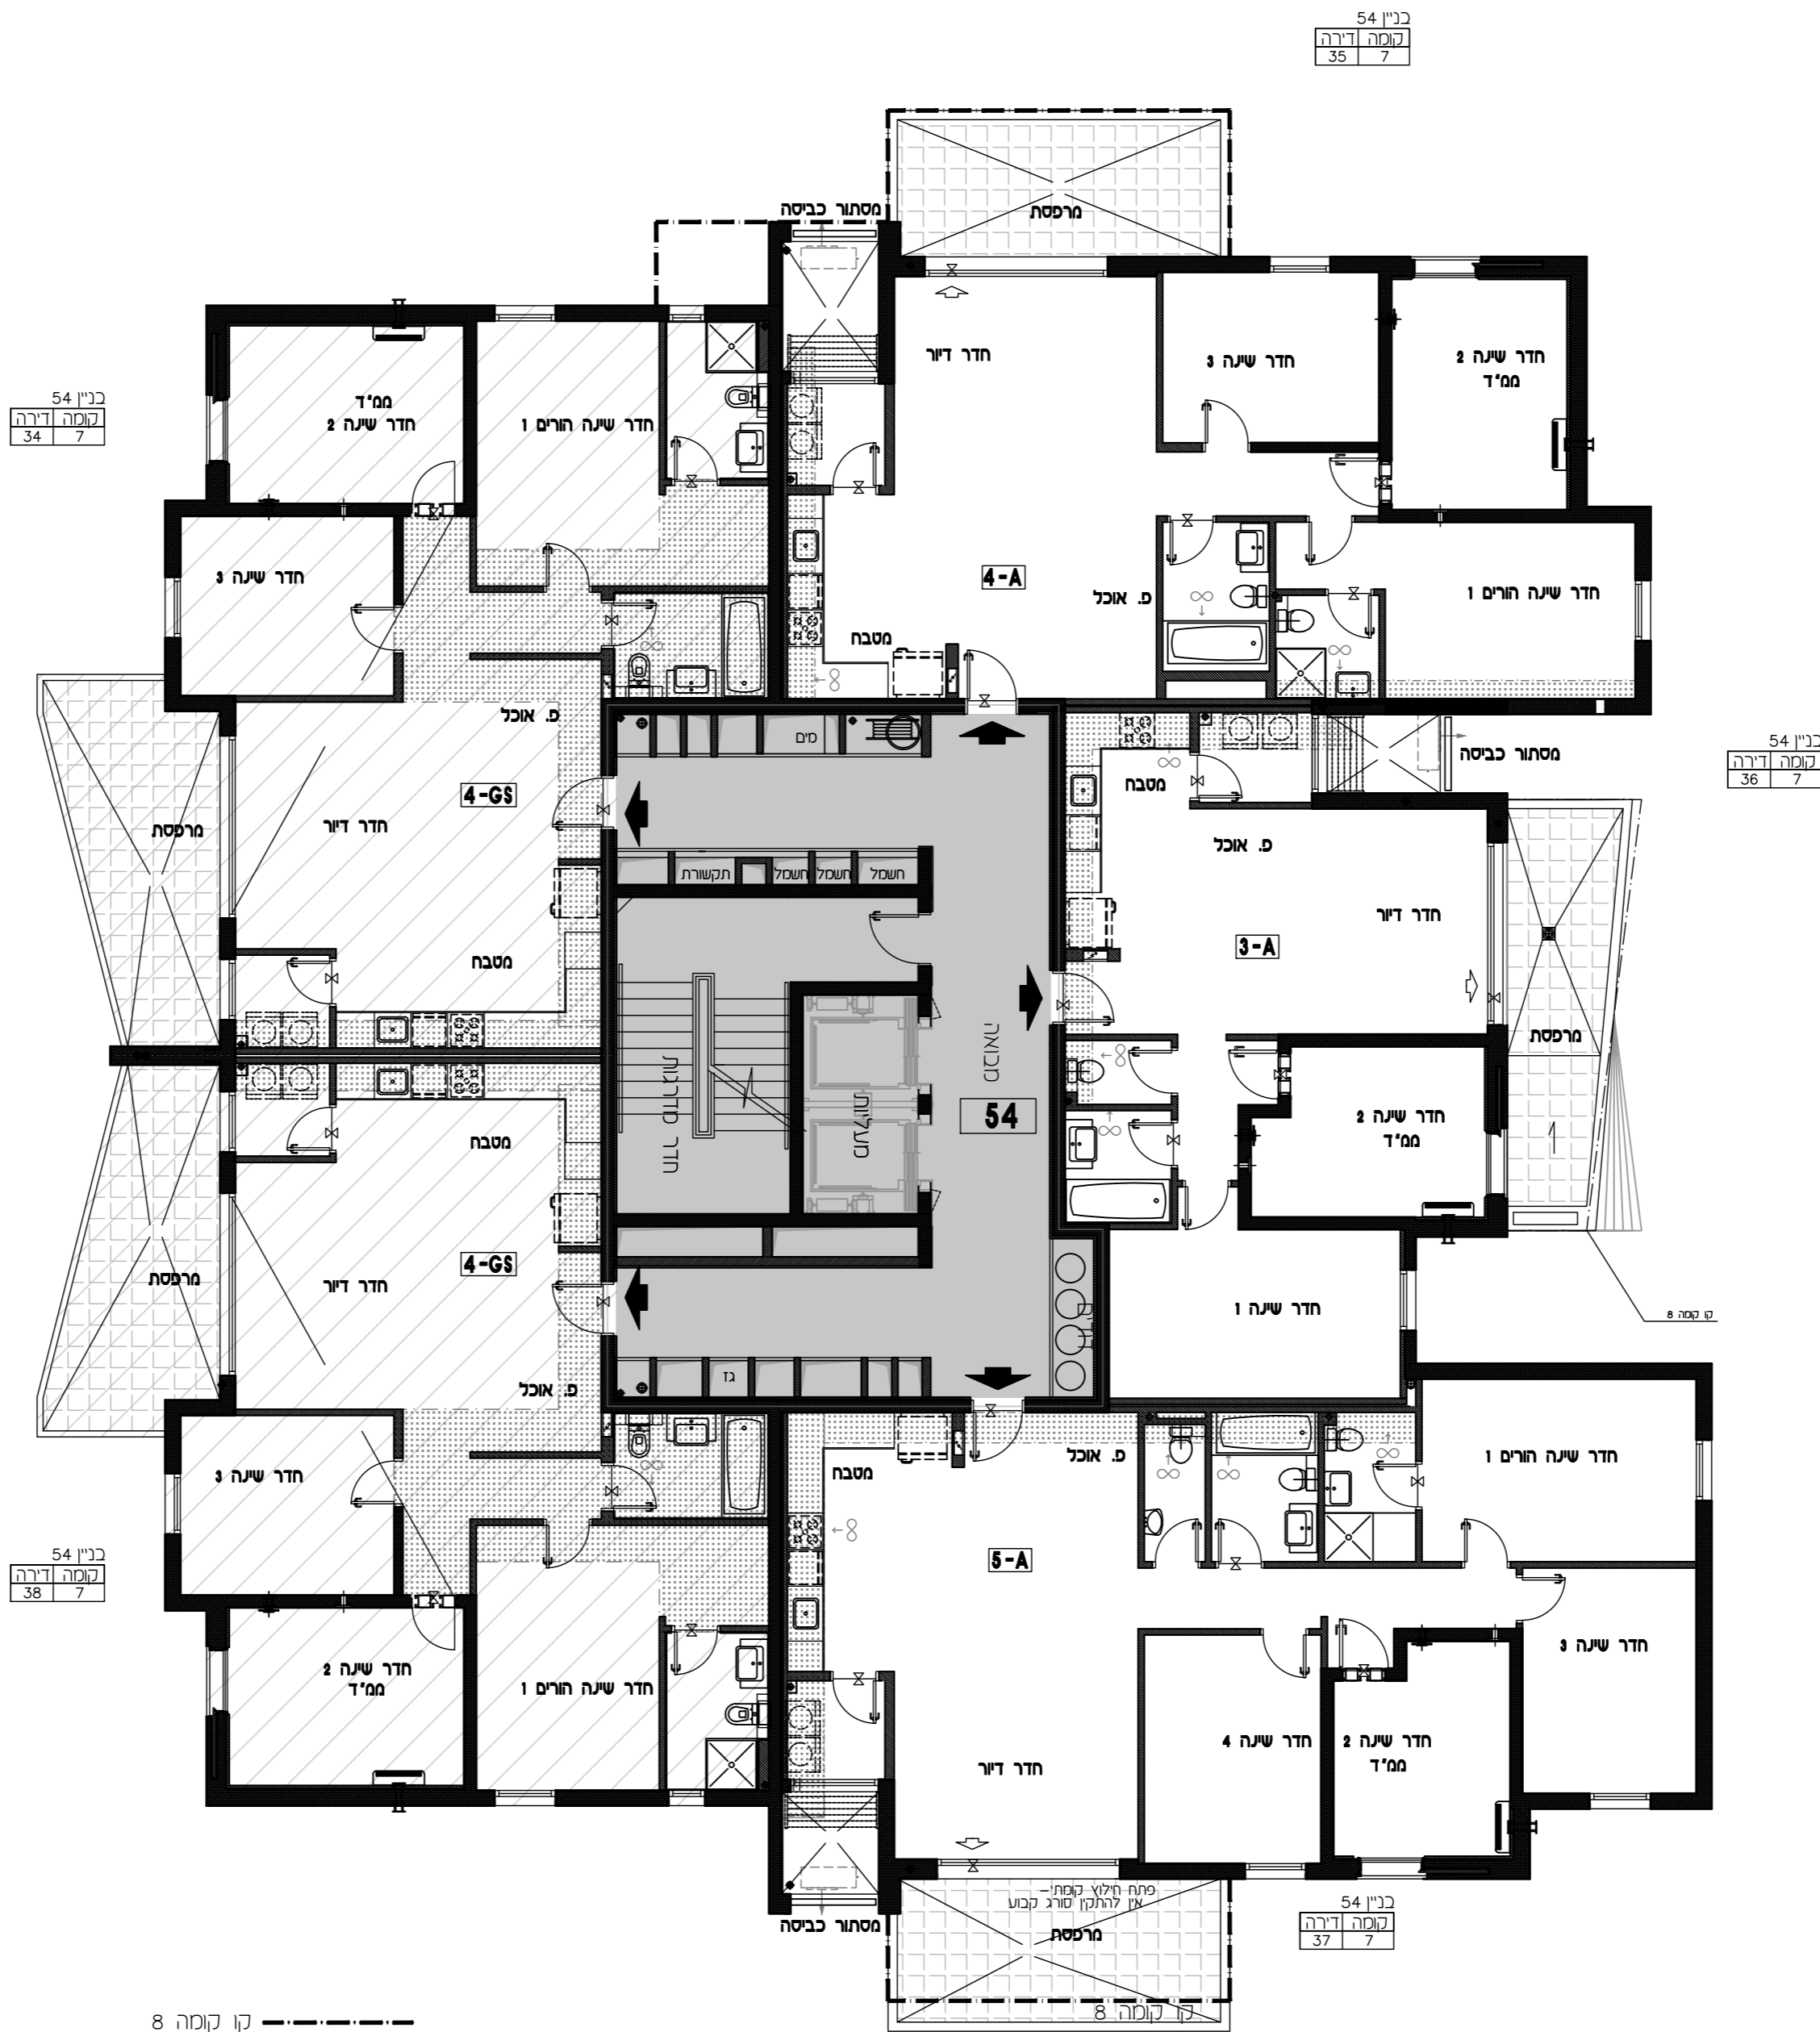 בניין 54
קומה דירה
7 35
מרפסת
מסתור כביסה
חדר דיור
חדר שינה 3
חדר שינה 2
ממ"ד
4-A
פ. אוכל
מטבח
חדר שינה הורים 1
בניין 54
קומה דירה
7 34
ממ"ד
חדר שינה 2
חדר שינה הורים 1
חדר שינה 3
פ. אוכל
4-GS
חדר דיור
מרפסת
מטבח
מים
תקשורת
חשמל
חשמל
חשמל
מבואה
54
מעליות
חדר מדרגות
גז
בניין 54
קומה דירה
7 36
מסתור כביסה
מטבח
פ. אוכל
חדר דיור
3-A
מרפסת
חדר שינה 2
ממ"ד
חדר שינה 1
קו קומה 8
מטבח
4-GS
חדר דיור
מרפסת
פ. אוכל
חדר שינה 3
חדר שינה 2
ממ"ד
חדר שינה הורים 1
בניין 54
קומה דירה
7 38
מטבח
פ. אוכל
חדר שינה הורים 1
5-A
חדר שינה 3
חדר שינה 4
חדר שינה 2
ממ"ד
חדר דיור
פתח חילוץ קומתי-
אין להתקין סורג קבוע
מרפסת
מסתור כביסה
בניין 54
קומה דירה
7 37
קו קומה 8
קו קומה 8